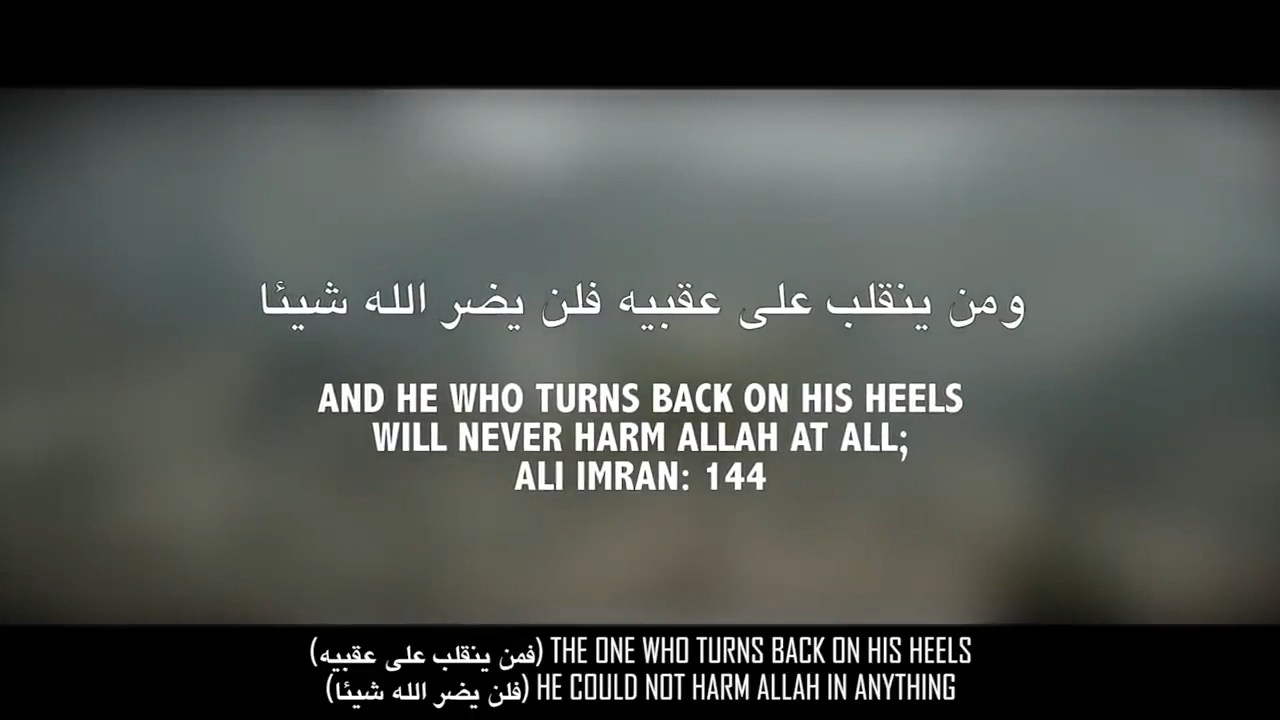 ومن ينقلب على عقبيه فلن يضر الله شيئا
AND HE WHO TURNS BACK ON HIS HEELS
WILL NEVER HARM ALLAH AT ALL;
ALI IMRAN: 144
(فمن ينقلب على عقبيه) THE ONE WHO TURNS BACK ON HIS HEELS
(فلن يضر الله شيئا) HE COULD NOT HARM ALLAH IN ANYTHING